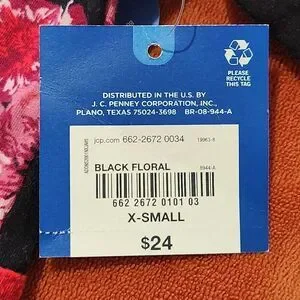 PLEASE
RECYCLE
THIS TAG
DISTRIBUTED IN THE U.S. BY
J. C. PENNEY CORPORATION, INC.,
PLANO, TEXAS 75024-3698 BR-08-944-A
jcp.com 662-2672 0034
BLACK FLORAL 8944-A
662 2672 0101 03
X-SMALL
$24